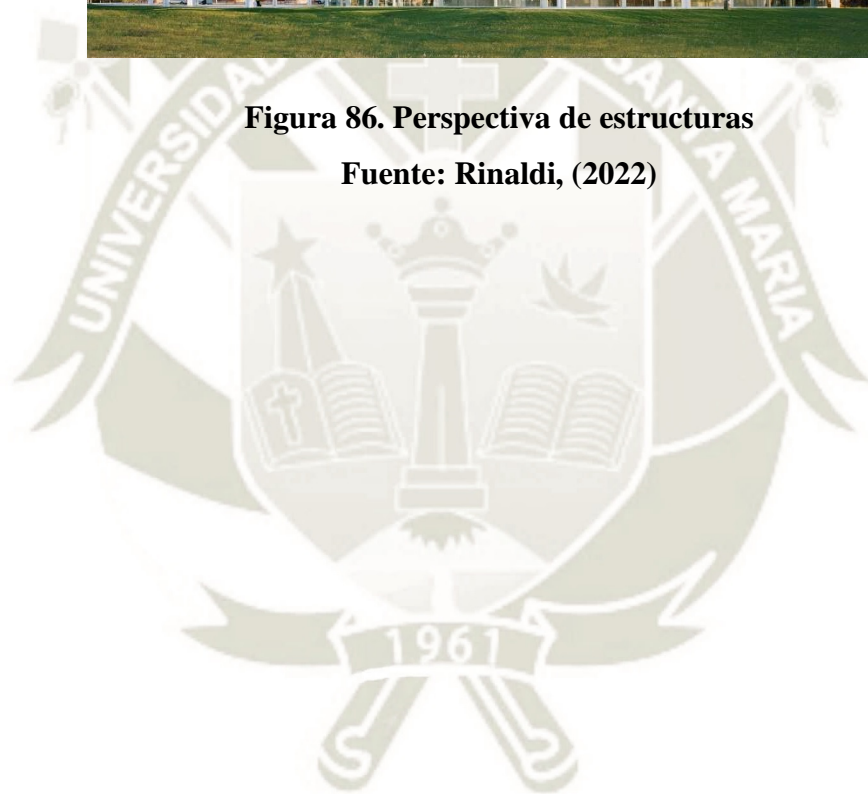 Figura 86. Perspectiva de estructuras
Fuente: Rinaldi, (2022)
UNIVERSIDAD
SANTA MARIA
1961